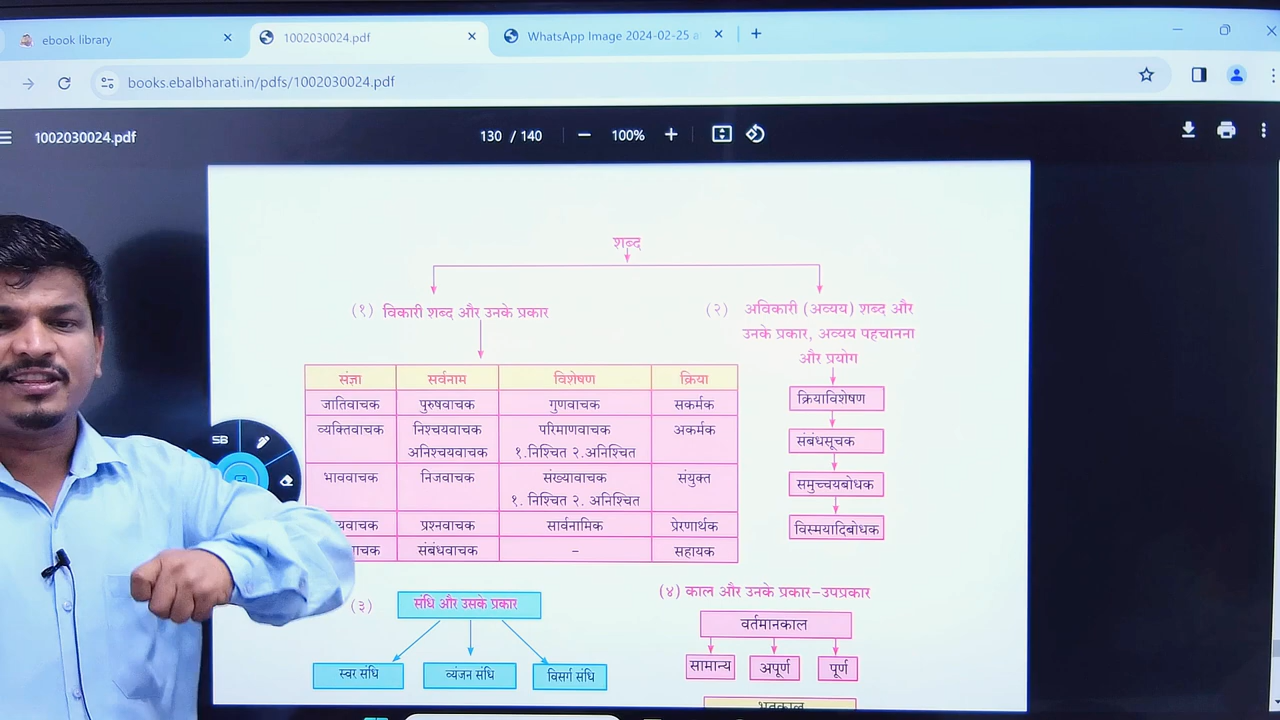 ebook library
1002030024.pdf
WhatsApp Image 2024-02-25 a
books.ebalbharati.in/pdfs/1002030024.pdf
1002030024.pdf
130 / 140
100%
शब्द
(१) विकारी शब्द और उनके प्रकार
(२) अविकारी (अव्यय) शब्द और
उनके प्रकार, अव्यय पहचानना
और प्रयोग
संज्ञा सर्वनाम विशेषण क्रिया
जातिवाचक पुरुषवाचक गुणवाचक सकर्मक
व्यक्तिवाचक निश्चयवाचक परिमाणवाचक अकर्मक
अनिश्चयवाचक १.निश्चित २.अनिश्चित
भाववाचक निजवाचक संख्यावाचक संयुक्त
१. निश्चित २. अनिश्चित
प्रश्नवाचक सार्वनामिक प्रेरणार्थक
संबंधवाचक – सहायक
क्रियाविशेषण
संबंधसूचक
समुच्चयबोधक
विस्मयादिबोधक
SB
(३) संधि और उसके प्रकार
स्वर संधि व्यंजन संधि विसर्ग संधि
(४) काल और उनके प्रकार–उपप्रकार
वर्तमानकाल
सामान्य अपूर्ण पूर्ण